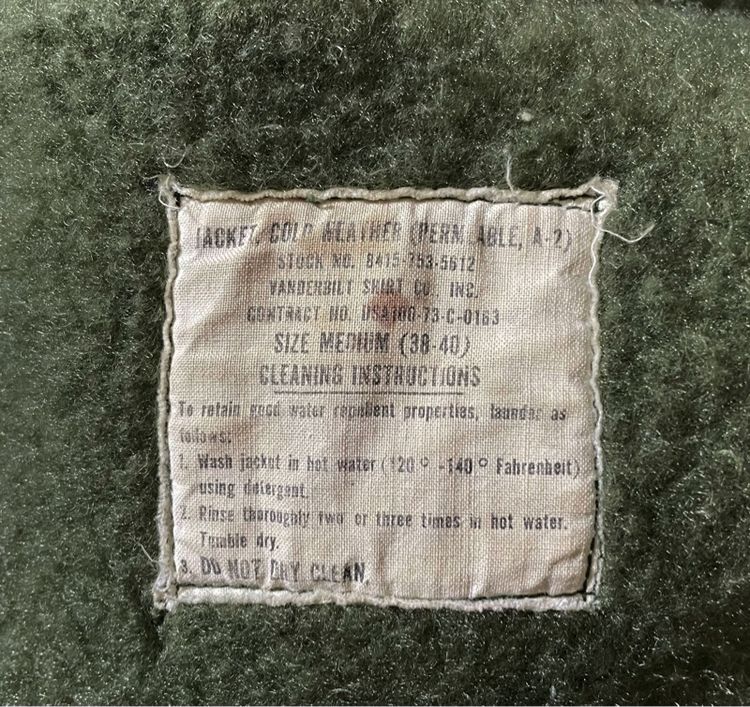 JACKET, COLD WEATHER (PERM ABLE, A-2)
STOCK NO. 8415-753-5612
VANDERBILT SHIRT CO., INC.
CONTRACT NO. DSA100-73-C-0163
SIZE MEDIUM (38-40)
CLEANING INSTRUCTIONS
To retain good water repellent properties, launder as
follows:
1. Wash jacket in hot water (120° -140° Fahrenheit)
using detergent.
2. Rinse thoroughly two or three times in hot water.
Tumble dry.
3. DO NOT DRY CLEAN.